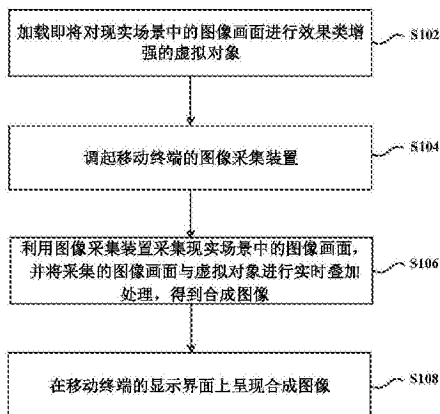 加载即将对现实场景中的图像画面进行效果类增
强的虚拟对象
S102
调起移动终端的图像采集装置
S104
利用图像采集装置采集现实场景中的图像画面，
并将采集的图像画面与虚拟对象进行实时叠加
处理，得到合成图像
S106
在移动终端的显示界面上呈现合成图像
S108